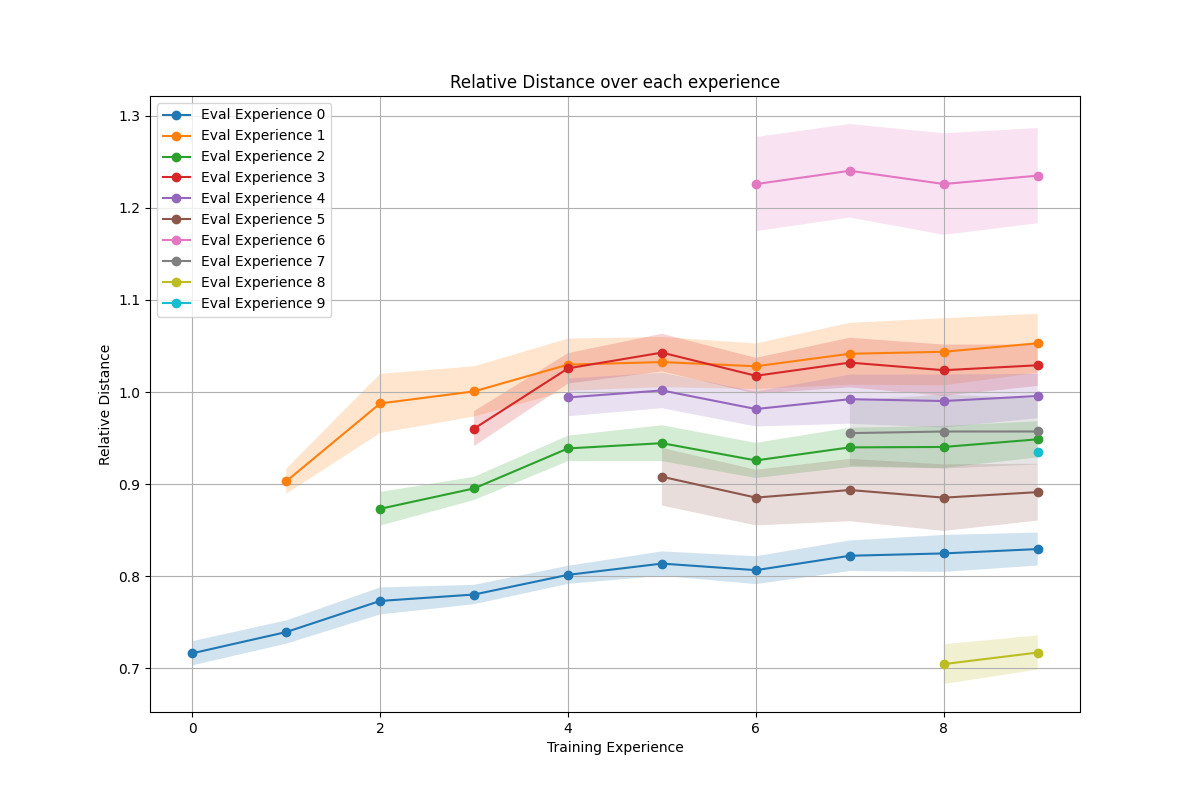 Relative Distance over each experience
Eval Experience 0
Eval Experience 1
Eval Experience 2
Eval Experience 3
Eval Experience 4
Eval Experience 5
Eval Experience 6
Eval Experience 7
Eval Experience 8
Eval Experience 9
Relative Distance
1.3
1.2
1.1
1.0
0.9
0.8
0.7
0 2 4 6 8
Training Experience